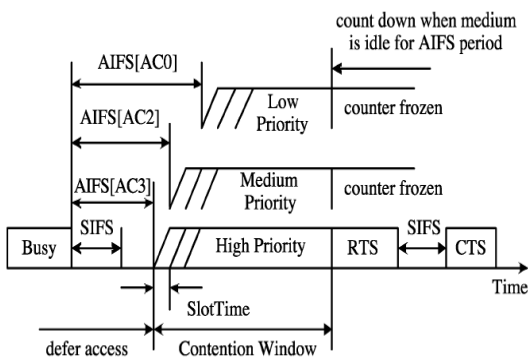 count down when medium
is idle for AIFS period
AIFS[AC0]
Low
Priority
counter frozen
AIFS[AC2]
Medium
Priority
counter frozen
AIFS[AC3]
SIFS
Busy
High Priority
RTS
SIFS
CTS
Time
SlotTime
defer access
Contention Window